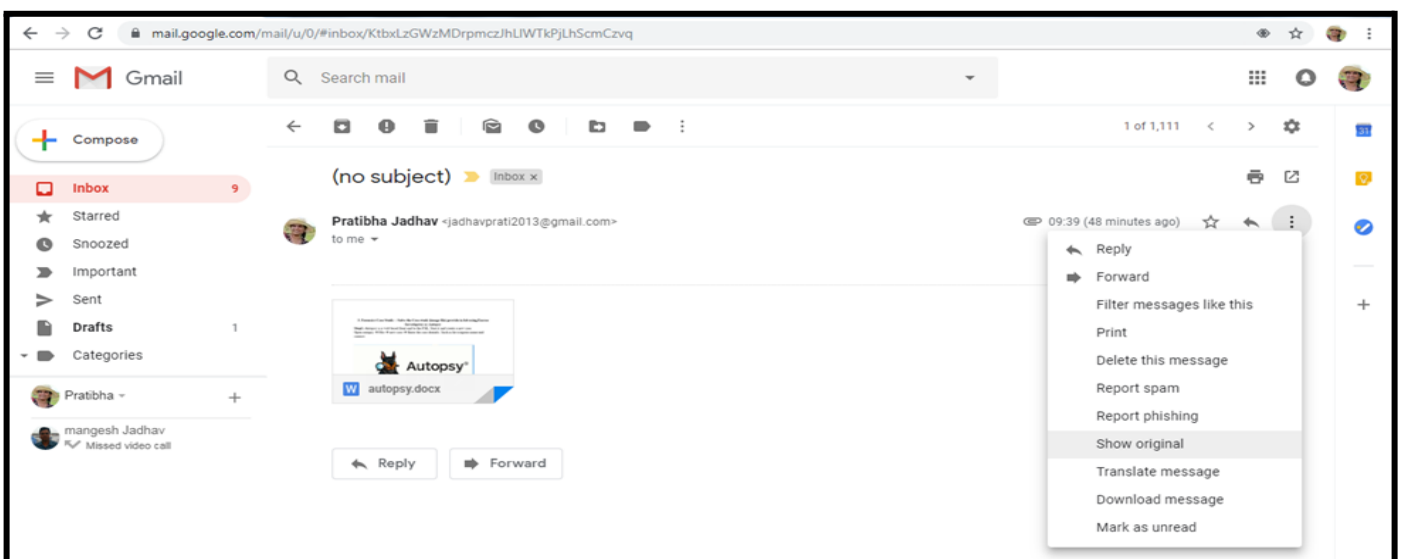 mail.google.com/mail/u/0/#inbox/KtbxLzGWzMDrpmczJhLlWTkPjLhScmCzvq
Gmail
Search mail
Compose
1 of 1,111
31
(no subject)
Inbox ×
Inbox 9
Pratibha Jadhav <jadhavprati2013@gmail.com>
09:39 (48 minutes ago)
to me
Starred
Snoozed
Important
Sent
Drafts 1
Categories
Pratibha
mangesh Jadhav
Missed video call
Autopsy
W autopsy.docx
Reply
Forward
Reply
Forward
Filter messages like this
Print
Delete this message
Report spam
Report phishing
Show original
Translate message
Download message
Mark as unread